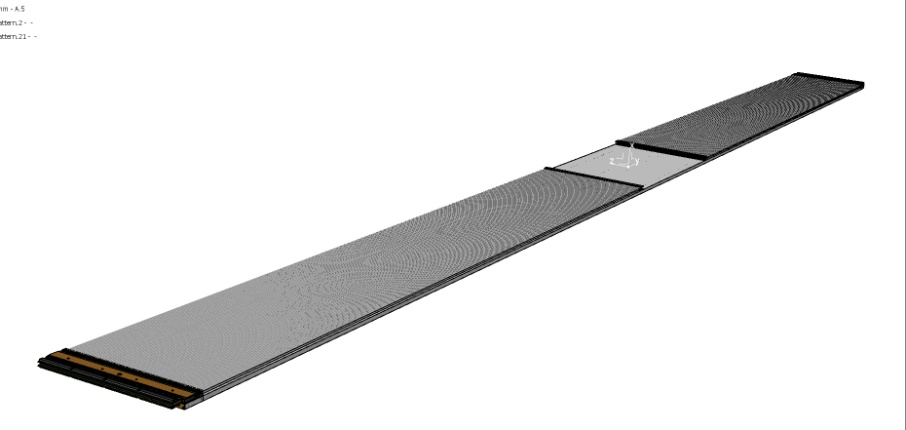 nm - A.5
attern.2 - -
attern.21 - -
z y